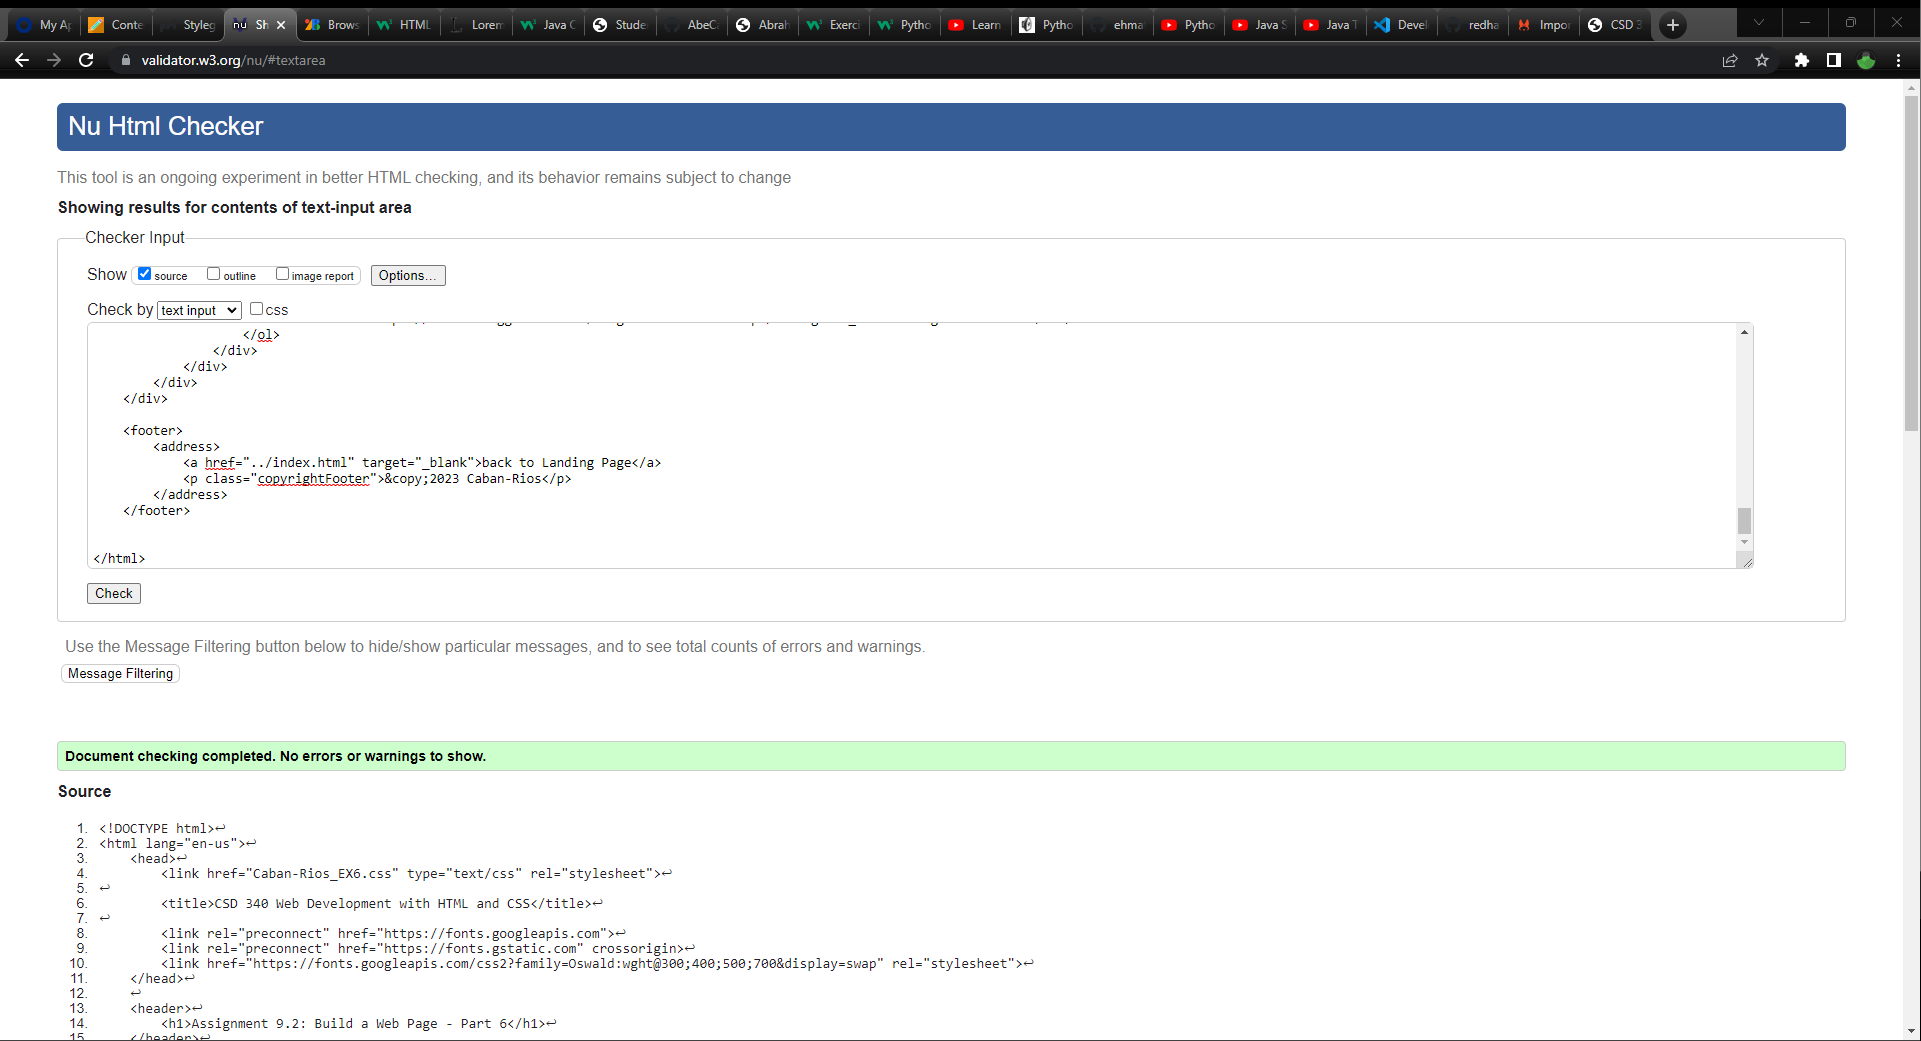 My Ap
Conte
Styleg
Sh
Brows
HTML
Lorem
Java C
Stude
AbeC
Abrah
Exerci
Pytho
Learn
Pytho
ehma
Pytho
Java S
Java T
Devel
redha
Impor
CSD 3
validator.w3.org/nu/#textarea
Nu Html Checker
This tool is an ongoing experiment in better HTML checking, and its behavior remains subject to change
Showing results for contents of text-input area
Checker Input
Show source outline image report Options...
Check by text input css
</ol>
</div>
</div>
</div>
</div>
<footer>
<address>
<a href="../index.html" target="_blank">back to Landing Page</a>
<p class="copyrightFooter">&copy;2023 Caban-Rios</p>
</address>
</footer>
</html>
Check
Use the Message Filtering button below to hide/show particular messages, and to see total counts of errors and warnings.
Message Filtering
Document checking completed. No errors or warnings to show.
Source
1. <!DOCTYPE html>↩
2. <html lang="en-us">↩
3. <head>↩
4. <link href="Caban-Rios_EX6.css" type="text/css" rel="stylesheet">↩
5. ↩
6. <title>CSD 340 Web Development with HTML and CSS</title>↩
7. ↩
8. <link rel="preconnect" href="https://fonts.googleapis.com">↩
9. <link rel="preconnect" href="https://fonts.gstatic.com" crossorigin>↩
10. <link href="https://fonts.googleapis.com/css2?family=Oswald:wght@300;400;500;700&display=swap" rel="stylesheet">↩
11. </head>↩
12. ↩
13. <header>↩
14. <h1>Assignment 9.2: Build a Web Page - Part 6</h1>↩
15. </header>↩